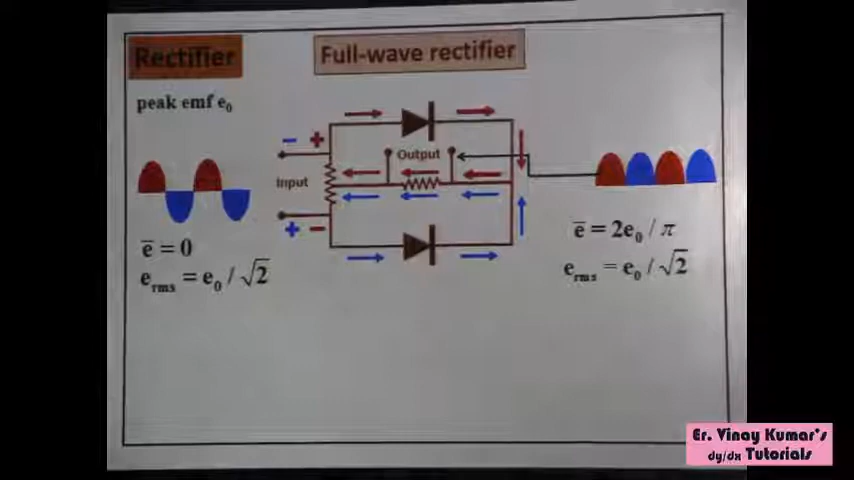 Rectifier
Full-wave rectifier
peak emf e₀
− +
Output
Input
+ −
e̅ = 0
eᵣₘₛ = e₀ / √2
e̅ = 2e₀ / π
eᵣₘₛ = e₀ / √2
Er. Vinay Kumar's
dy/dx Tutorials